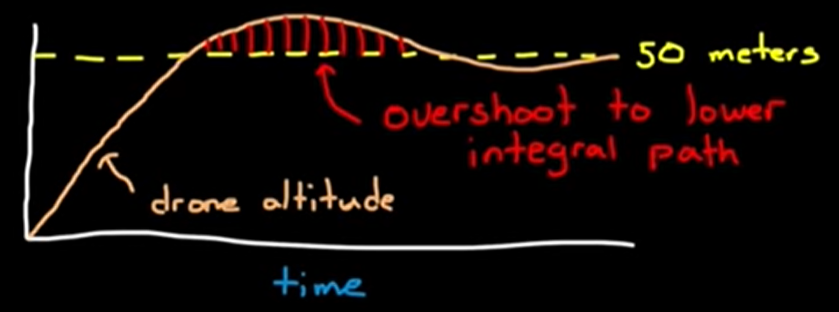 50 meters
overshoot to lower
integral path
drone altitude
time